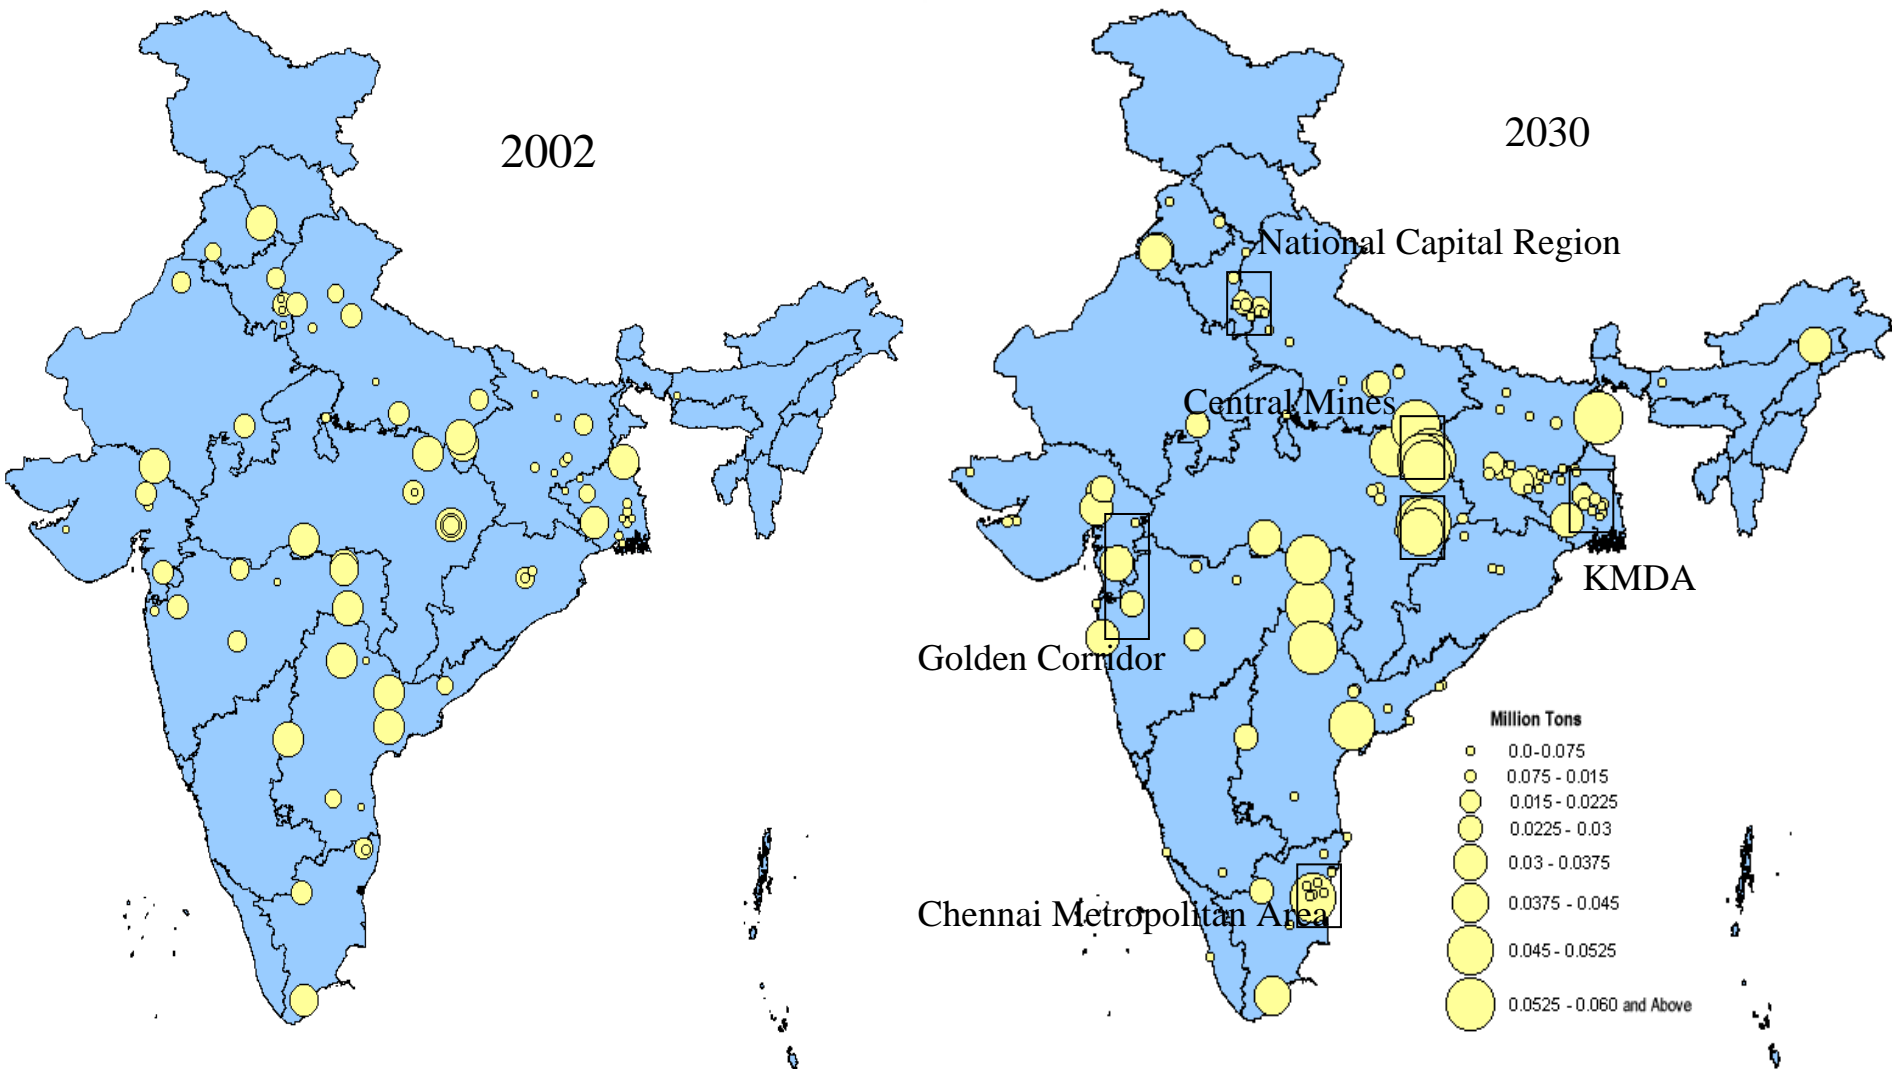 2002
2030
National Capital Region
Central Mines
KMDA
Golden Corridor
Million Tons
0.0-0.075
0.075 - 0.015
0.015 - 0.0225
0.0225 - 0.03
0.03 - 0.0375
0.0375 - 0.045
0.045 - 0.0525
0.0525 - 0.060 and Above
Chennai Metropolitan Area